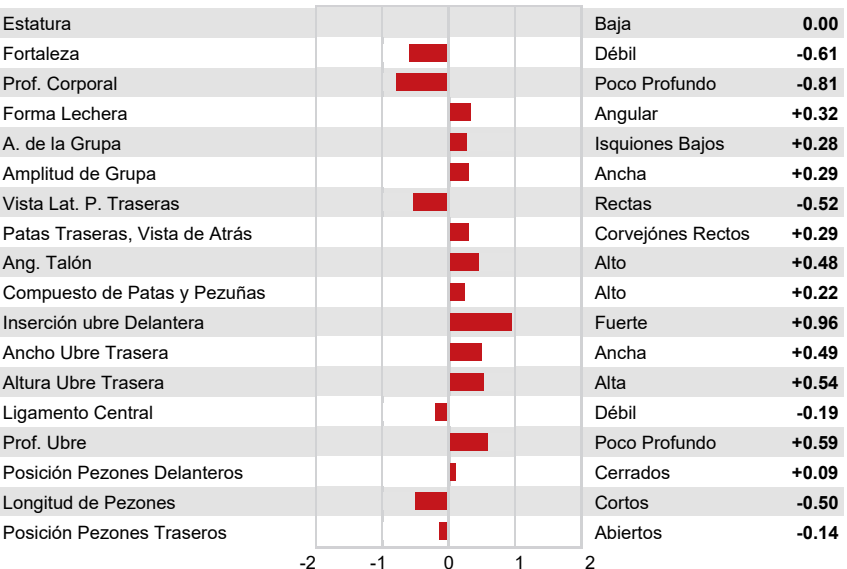 Estatura Baja 0.00
Fortaleza Débil -0.61
Prof. Corporal Poco Profundo -0.81
Forma Lechera Angular +0.32
A. de la Grupa Isquiones Bajos +0.28
Amplitud de Grupa Ancha +0.29
Vista Lat. P. Traseras Rectas -0.52
Patas Traseras, Vista de Atrás Corvejónes Rectos +0.29
Ang. Talón Alto +0.48
Compuesto de Patas y Pezuñas Alto +0.22
Inserción ubre Delantera Fuerte +0.96
Ancho Ubre Trasera Ancha +0.49
Altura Ubre Trasera Alta +0.54
Ligamento Central Débil -0.19
Prof. Ubre Poco Profundo +0.59
Posición Pezones Delanteros Cerrados +0.09
Longitud de Pezones Cortos -0.50
Posición Pezones Traseros Abiertos -0.14
-2 -1 0 1 2